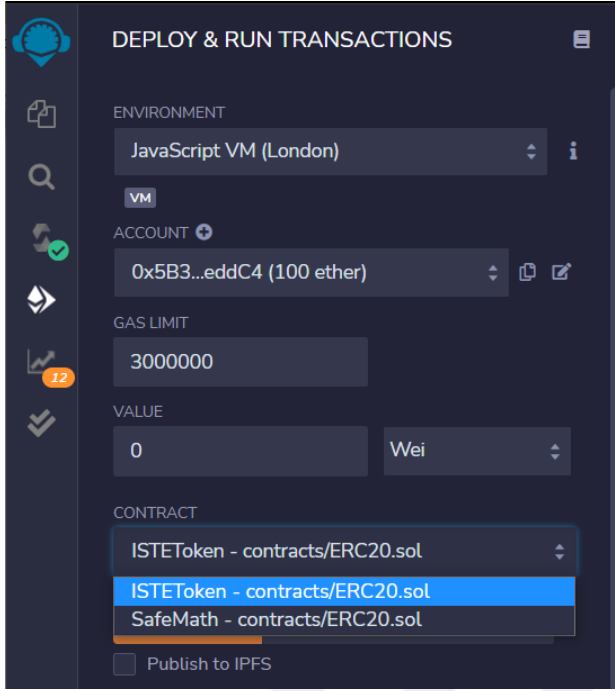 DEPLOY & RUN TRANSACTIONS
ENVIRONMENT
JavaScript VM (London)
VM
ACCOUNT
0x5B3...eddC4 (100 ether)
GAS LIMIT
3000000
12
VALUE
0 Wei
CONTRACT
ISTEToken - contracts/ERC20.sol
ISTEToken - contracts/ERC20.sol
SafeMath - contracts/ERC20.sol
Publish to IPFS